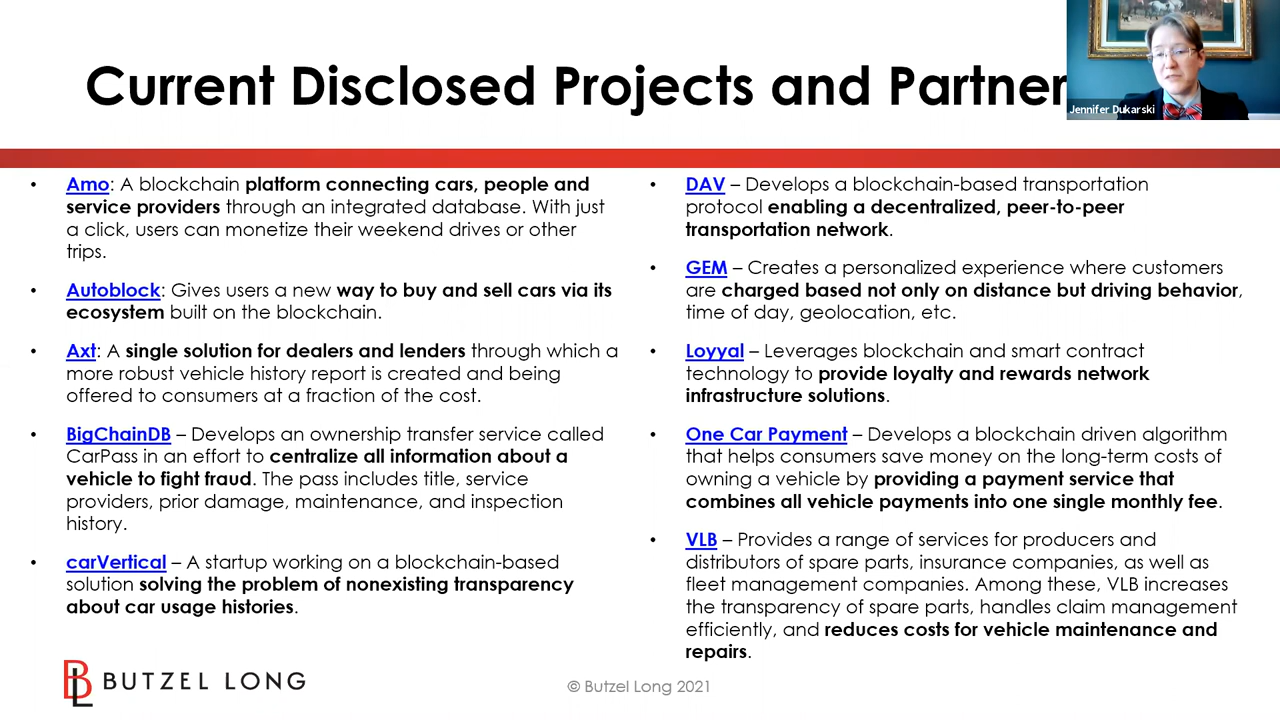 Current Disclosed Projects and Partner
Jennifer Dukarski
• Amo: A blockchain platform connecting cars, people and
service providers through an integrated database. With just
a click, users can monetize their weekend drives or other
trips.
• Autoblock: Gives users a new way to buy and sell cars via its
ecosystem built on the blockchain.
• Axt: A single solution for dealers and lenders through which a
more robust vehicle history report is created and being
offered to consumers at a fraction of the cost.
• BigChainDB – Develops an ownership transfer service called
CarPass in an effort to centralize all information about a
vehicle to fight fraud. The pass includes title, service
providers, prior damage, maintenance, and inspection
history.
• carVertical – A startup working on a blockchain-based
solution solving the problem of nonexisting transparency
about car usage histories.
• DAV – Develops a blockchain-based transportation
protocol enabling a decentralized, peer-to-peer
transportation network.
• GEM – Creates a personalized experience where customers
are charged based not only on distance but driving behavior,
time of day, geolocation, etc.
• Loyyal – Leverages blockchain and smart contract
technology to provide loyalty and rewards network
infrastructure solutions.
• One Car Payment – Develops a blockchain driven algorithm
that helps consumers save money on the long-term costs of
owning a vehicle by providing a payment service that
combines all vehicle payments into one single monthly fee.
• VLB – Provides a range of services for producers and
distributors of spare parts, insurance companies, as well as
fleet management companies. Among these, VLB increases
the transparency of spare parts, handles claim management
efficiently, and reduces costs for vehicle maintenance and
repairs.
BL BUTZEL LONG
© Butzel Long 2021